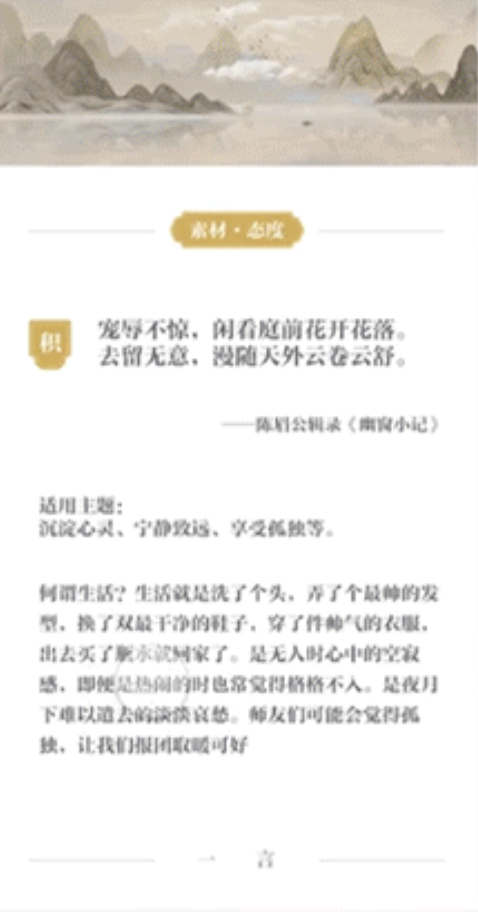 素材·态度
积
宠辱不惊，闲看庭前花开花落。
去留无意，漫随天外云卷云舒。
——陈眉公辑录《幽窗小记》
适用主题：
沉淀心灵、宁静致远、享受孤独等。
何谓生活？生活就是洗了个头，弄了个最帅的发
型，换了双最干净的鞋子，穿了件帅气的衣服，
出去买了瓶水就回家了。是无人时心中的空寂
感，即便是热闹的时也常觉得格格不入。是夜月
下难以遣去的淡淡哀愁。师友们可能会觉得孤
独，让我们报团取暖可好
一 言